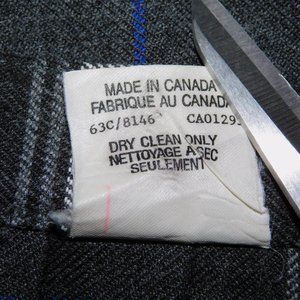 MADE IN CANADA
FABRIQUE AU CANADA
63C/8146 CA0129
DRY CLEAN ONLY
NETTOYAGE A SEC
SEULEMENT